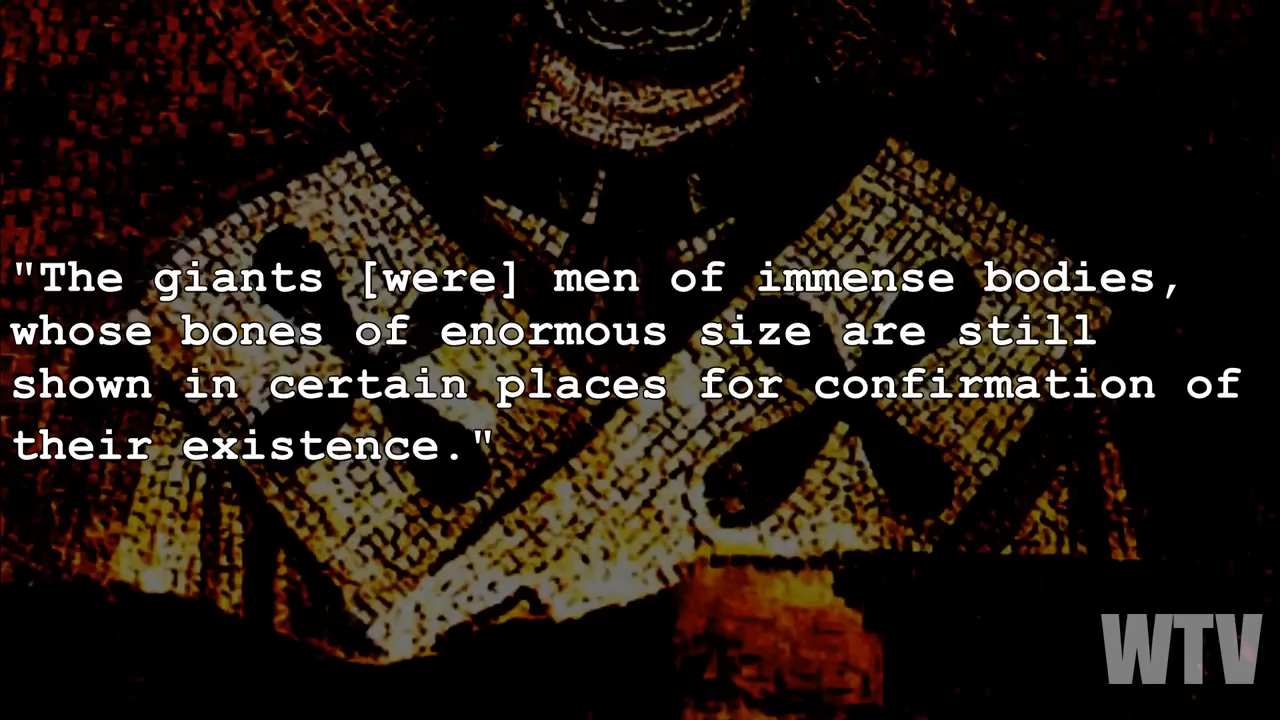 "The giants [were] men of immense bodies,
whose bones of enormous size are still
shown in certain places for confirmation of
their existence."
WTV